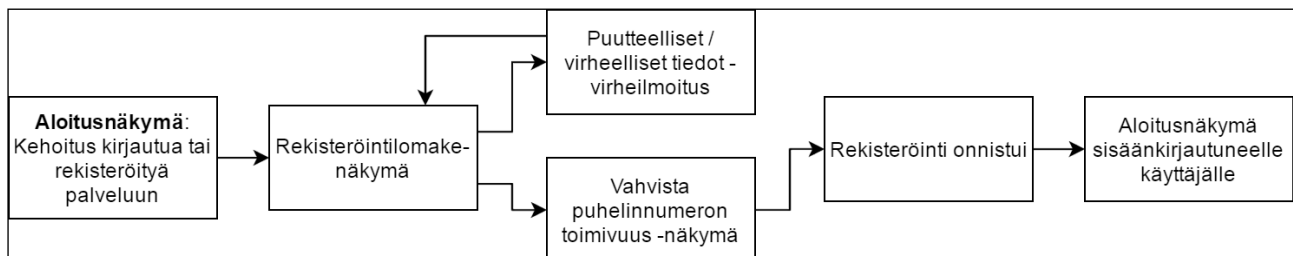 Aloitusnäkymä:
Kehoitus kirjautua tai
rekisteröityä
palveluun
Rekisteröintilomake-
näkymä
Puutteelliset /
virheelliset tiedot -
virheilmoitus
Vahvista
puhelinnumeron
toimivuus -näkymä
Rekisteröinti onnistui
Aloitusnäkymä
sisäänkirjautuneelle
käyttäjälle